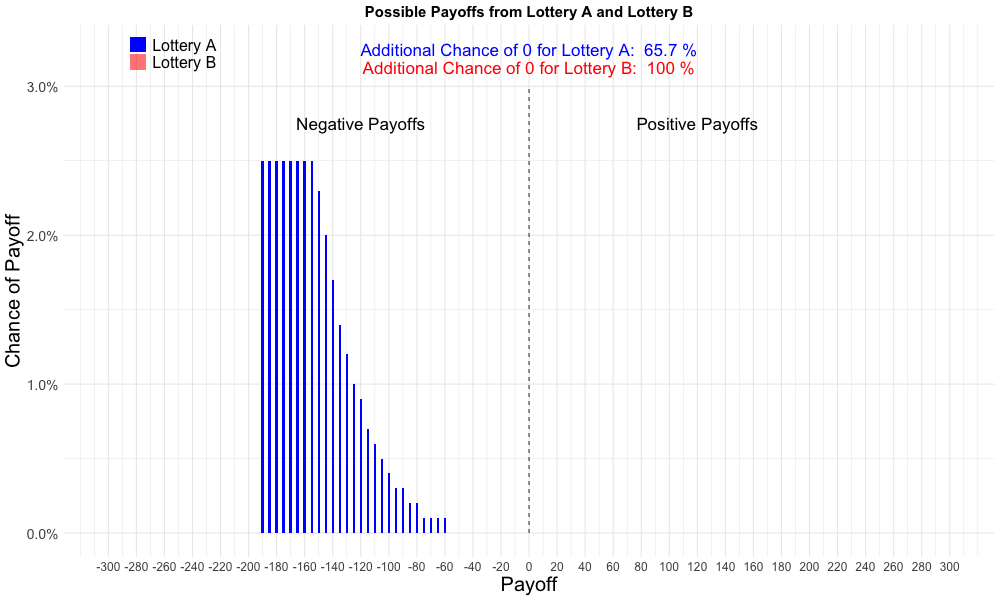 Possible Payoffs from Lottery A and Lottery B
Lottery A
Lottery B
Additional Chance of 0 for Lottery A:  65.7 %
Additional Chance of 0 for Lottery B:  100 %
3.0%
Negative Payoffs
Positive Payoffs
2.0%
1.0%
0.0%
Chance of Payoff
-300 -280 -260 -240 -220 -200 -180 -160 -140 -120 -100 -80 -60 -40 -20 0 20 40 60 80 100 120 140 160 180 200 220 240 260 280 300
Payoff